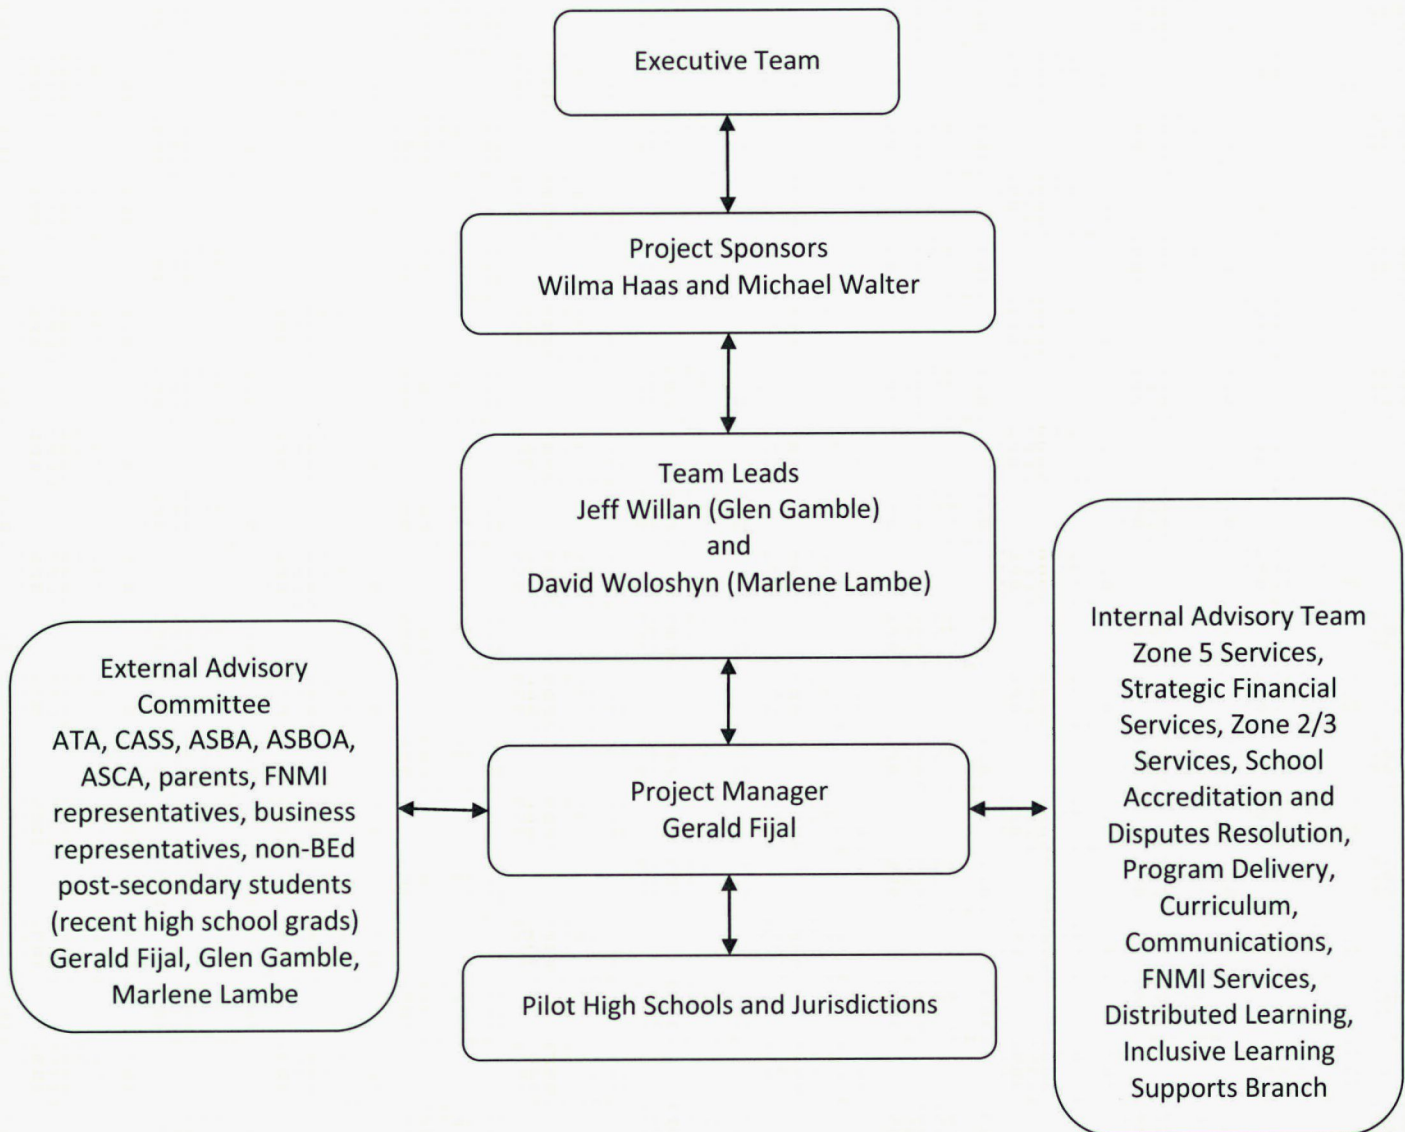 Executive Team
Project Sponsors
Wilma Haas and Michael Walter
Team Leads
Jeff Willan (Glen Gamble)
and
David Woloshyn (Marlene Lambe)
External Advisory
Committee
ATA, CASS, ASBA, ASBOA,
ASCA, parents, FNMI
representatives, business
representatives, non-BEd
post-secondary students
(recent high school grads)
Gerald Fijal, Glen Gamble,
Marlene Lambe
Project Manager
Gerald Fijal
Internal Advisory Team
Zone 5 Services,
Strategic Financial
Services, Zone 2/3
Services, School
Accreditation and
Disputes Resolution,
Program Delivery,
Curriculum,
Communications,
FNMI Services,
Distributed Learning,
Inclusive Learning
Supports Branch
Pilot High Schools and Jurisdictions